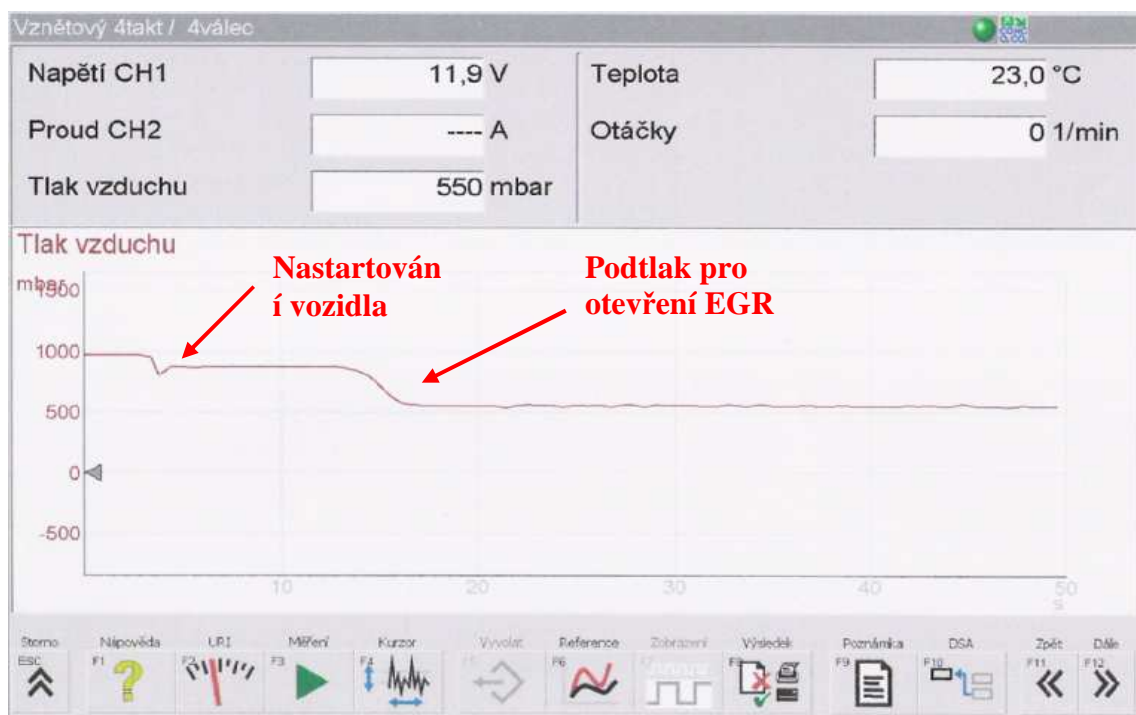 Vznětový 4takt / 4válec
Napětí CH1 11,9 V Teplota 23,0 °C
Proud CH2 ---- A Otáčky 0 1/min
Tlak vzduchu 550 mbar
Tlak vzduchu
mbar
Nastartován
í vozidla
Podtlak pro
otevření EGR
1500
1000
500
0
-500
10 20 30 40 50
s
Storno Nápověda URI Měření Kurzor Vyvolat Reference Zobrazení Výsledek Poznámka DSA Zpět Dále
ESC F1 F2 F3 F4 F5 F6 F7 F8 F9 F10 F11 F12